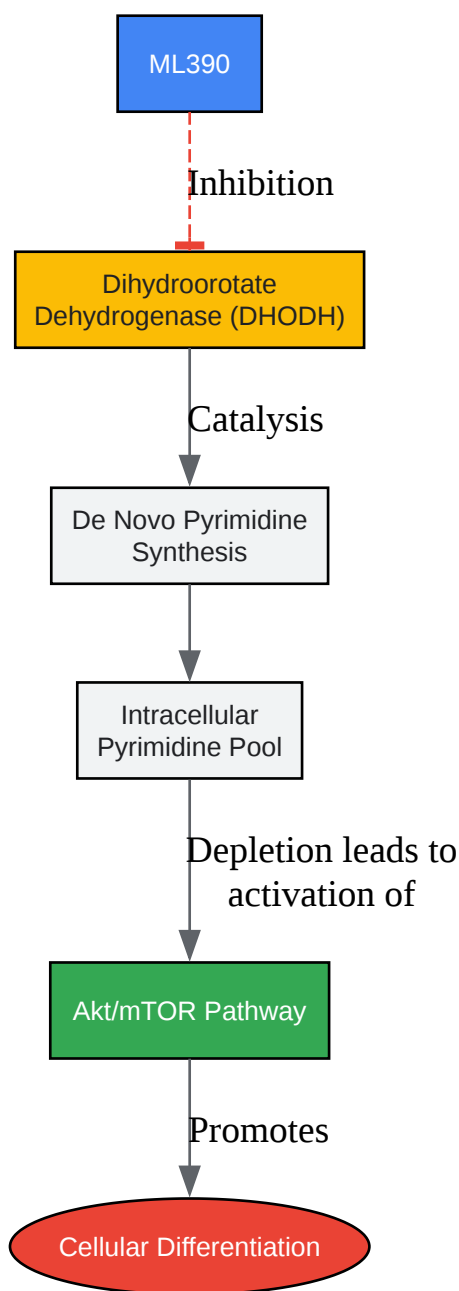 ML390
Inhibition
Dihydroorotate
Dehydrogenase (DHODH)
Catalysis
De Novo Pyrimidine
Synthesis
Intracellular
Pyrimidine Pool
Depletion leads to
activation of
Akt/mTOR Pathway
Promotes
Cellular Differentiation